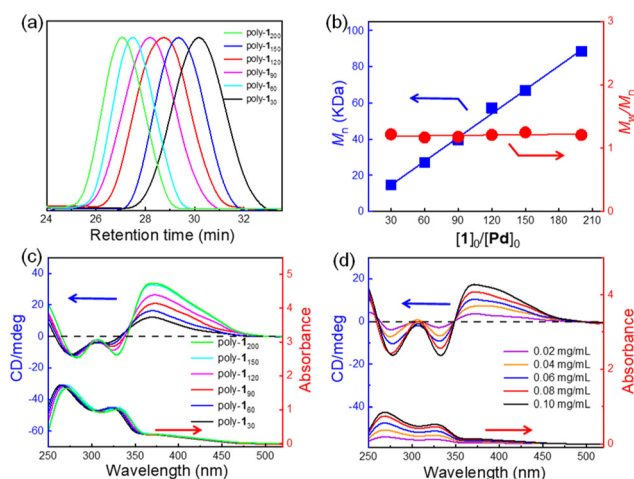 (a)
poly-1₂₀₀
poly-1₁₅₀
poly-1₁₂₀
poly-1₉₀
poly-1₆₀
poly-1₃₀
24 26 28 30 32
Retention time (min)
(b)
100
80
60
40
20
0
Mₙ (KDa)
3
2
1
0
M_w/Mₙ
30 60 90 120 150 180 210
[1]₀/[Pd]₀
(c)
40
20
0
-20
-40
-60
CD/mdeg
5
4
3
2
1
0
Absorbance
poly-1₂₀₀
poly-1₁₅₀
poly-1₁₂₀
poly-1₉₀
poly-1₆₀
poly-1₃₀
250 300 350 400 450 500
Wavelength (nm)
(d)
40
20
0
-20
-40
CD/mdeg
4
3
2
1
0
Absorbance
0.02 mg/mL
0.04 mg/mL
0.06 mg/mL
0.08 mg/mL
0.10 mg/mL
250 300 350 400 450 500
Wavelength (nm)